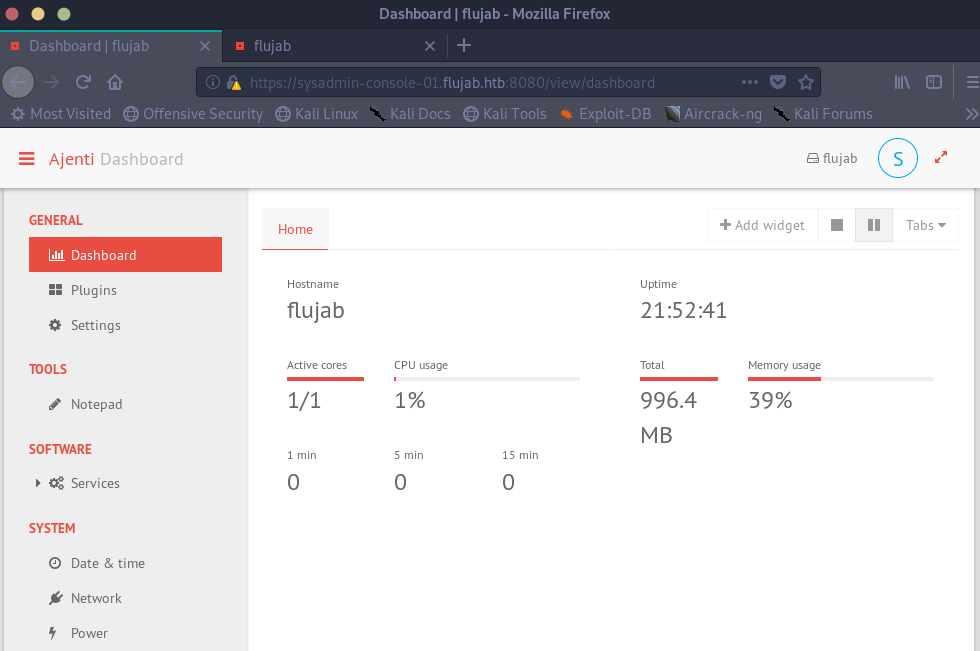 Dashboard | flujab - Mozilla Firefox
Dashboard | flujab
flujab
https://sysadmin-console-01.flujab.htb:8080/view/dashboard
Most Visited Offensive Security Kali Linux Kali Docs Kali Tools Exploit-DB Aircrack-ng Kali Forums
Ajenti Dashboard
flujab
S
GENERAL
Dashboard
Plugins
Settings
TOOLS
Notepad
SOFTWARE
Services
SYSTEM
Date & time
Network
Power
Home
Add widget
Tabs
Hostname
flujab
Uptime
21:52:41
Active cores
1/1
CPU usage
1%
Total
996.4
MB
Memory usage
39%
1 min
0
5 min
0
15 min
0